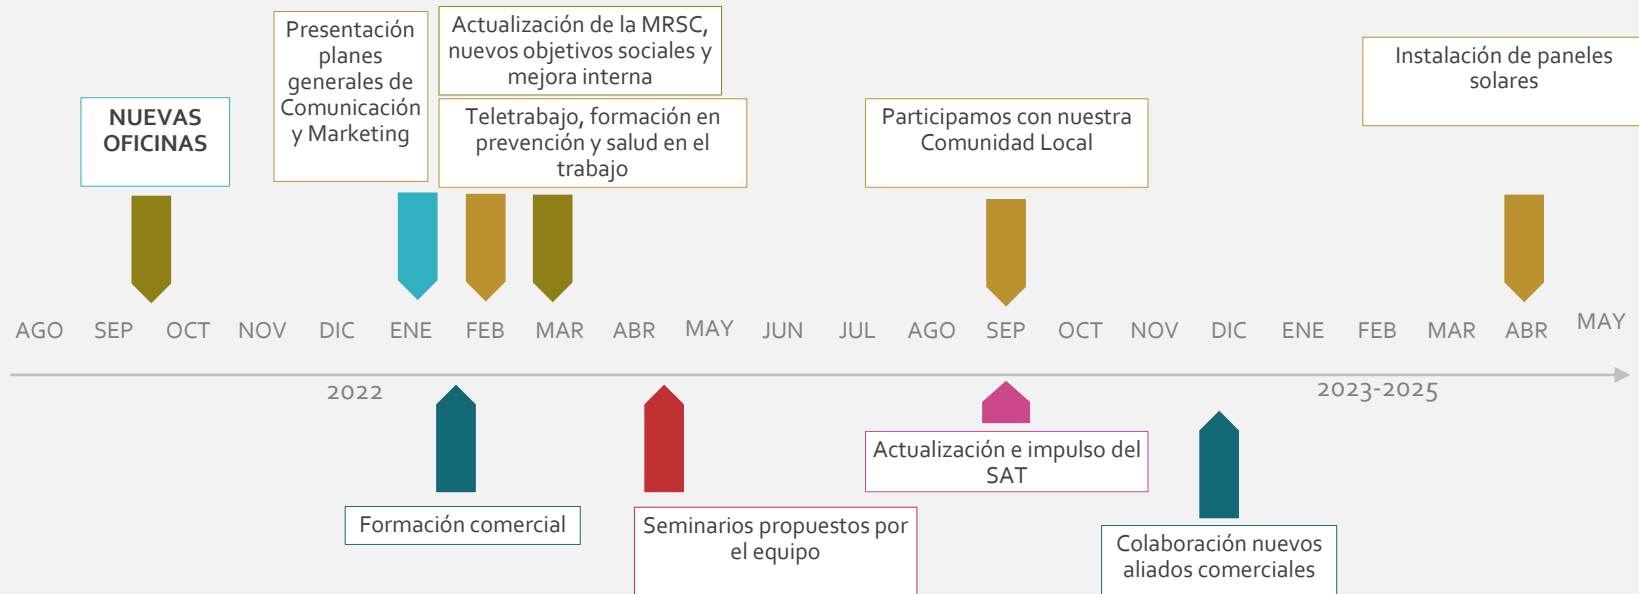 NUEVAS
OFICINAS
Presentación
planes
generales de
Comunicación
y Marketing
Actualización de la MRSC,
nuevos objetivos sociales y
mejora interna
Teletrabajo, formación en
prevención y salud en el
trabajo
Participamos con nuestra
Comunidad Local
Instalación de paneles
solares
AGO SEP OCT NOV DIC ENE FEB MAR ABR MAY JUN JUL AGO SEP OCT NOV DIC ENE FEB MAR ABR MAY
2022
2023-2025
Formación comercial
Seminarios propuestos por
el equipo
Actualización e impulso del
SAT
Colaboración nuevos
aliados comerciales